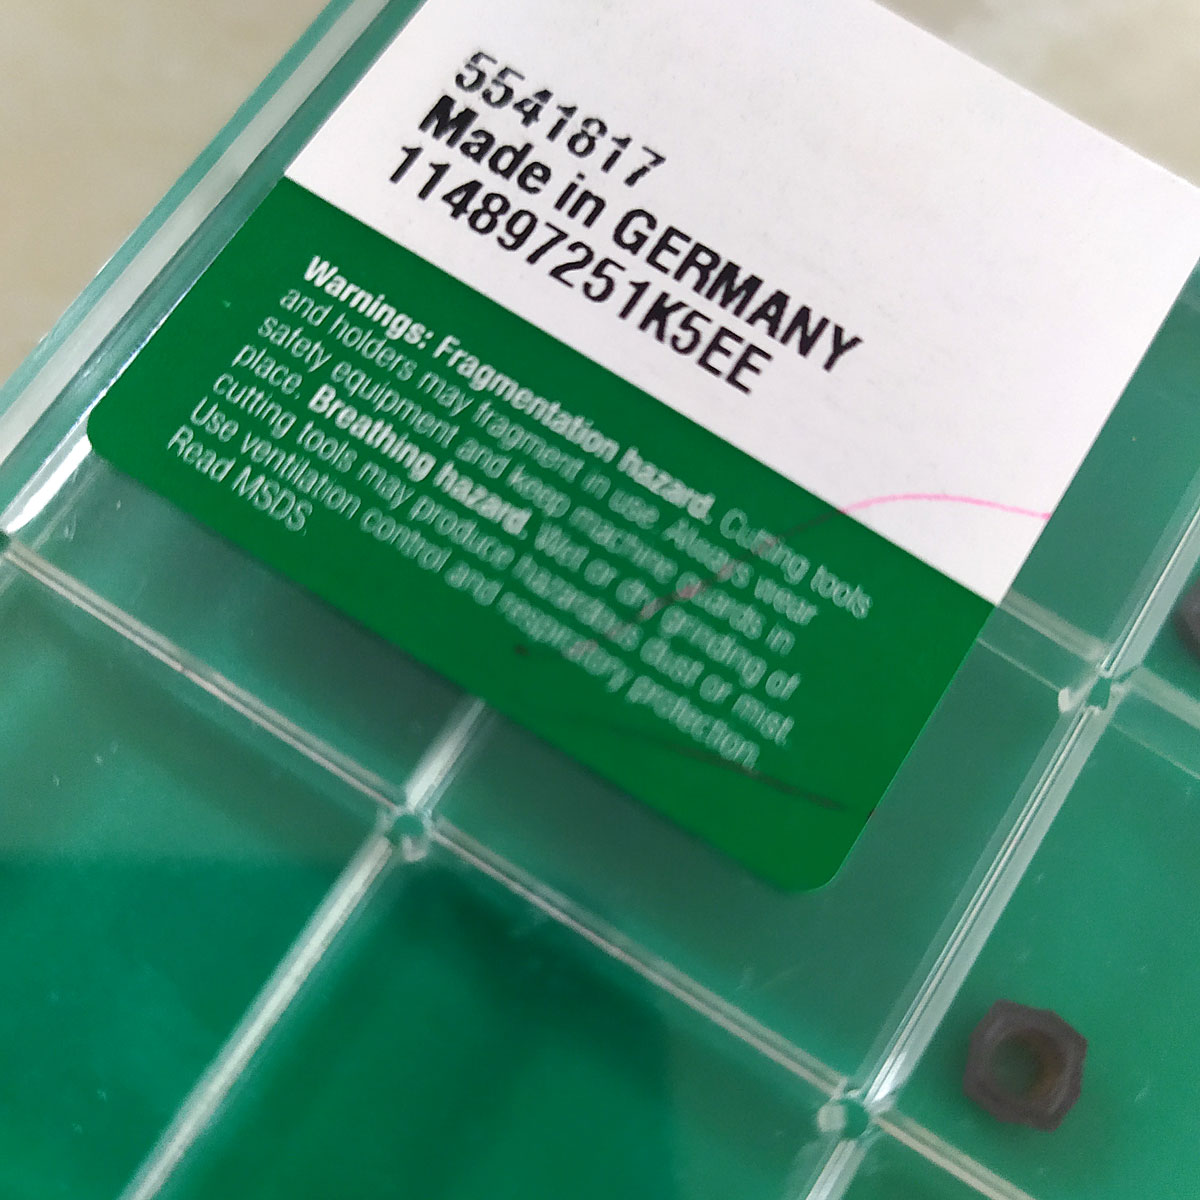 5541817
Made in GERMANY
114897251K5EE
Warnings: Fragmentation hazard. Cutting tools
and holders may fragment in use. Always wear
safety equipment and keep machine guards in
place. Breathing hazard. Wet or dry grinding of
cutting tools may produce hazardous dust or mist.
Use ventilation control and respiratory protection.
Read MSDS.